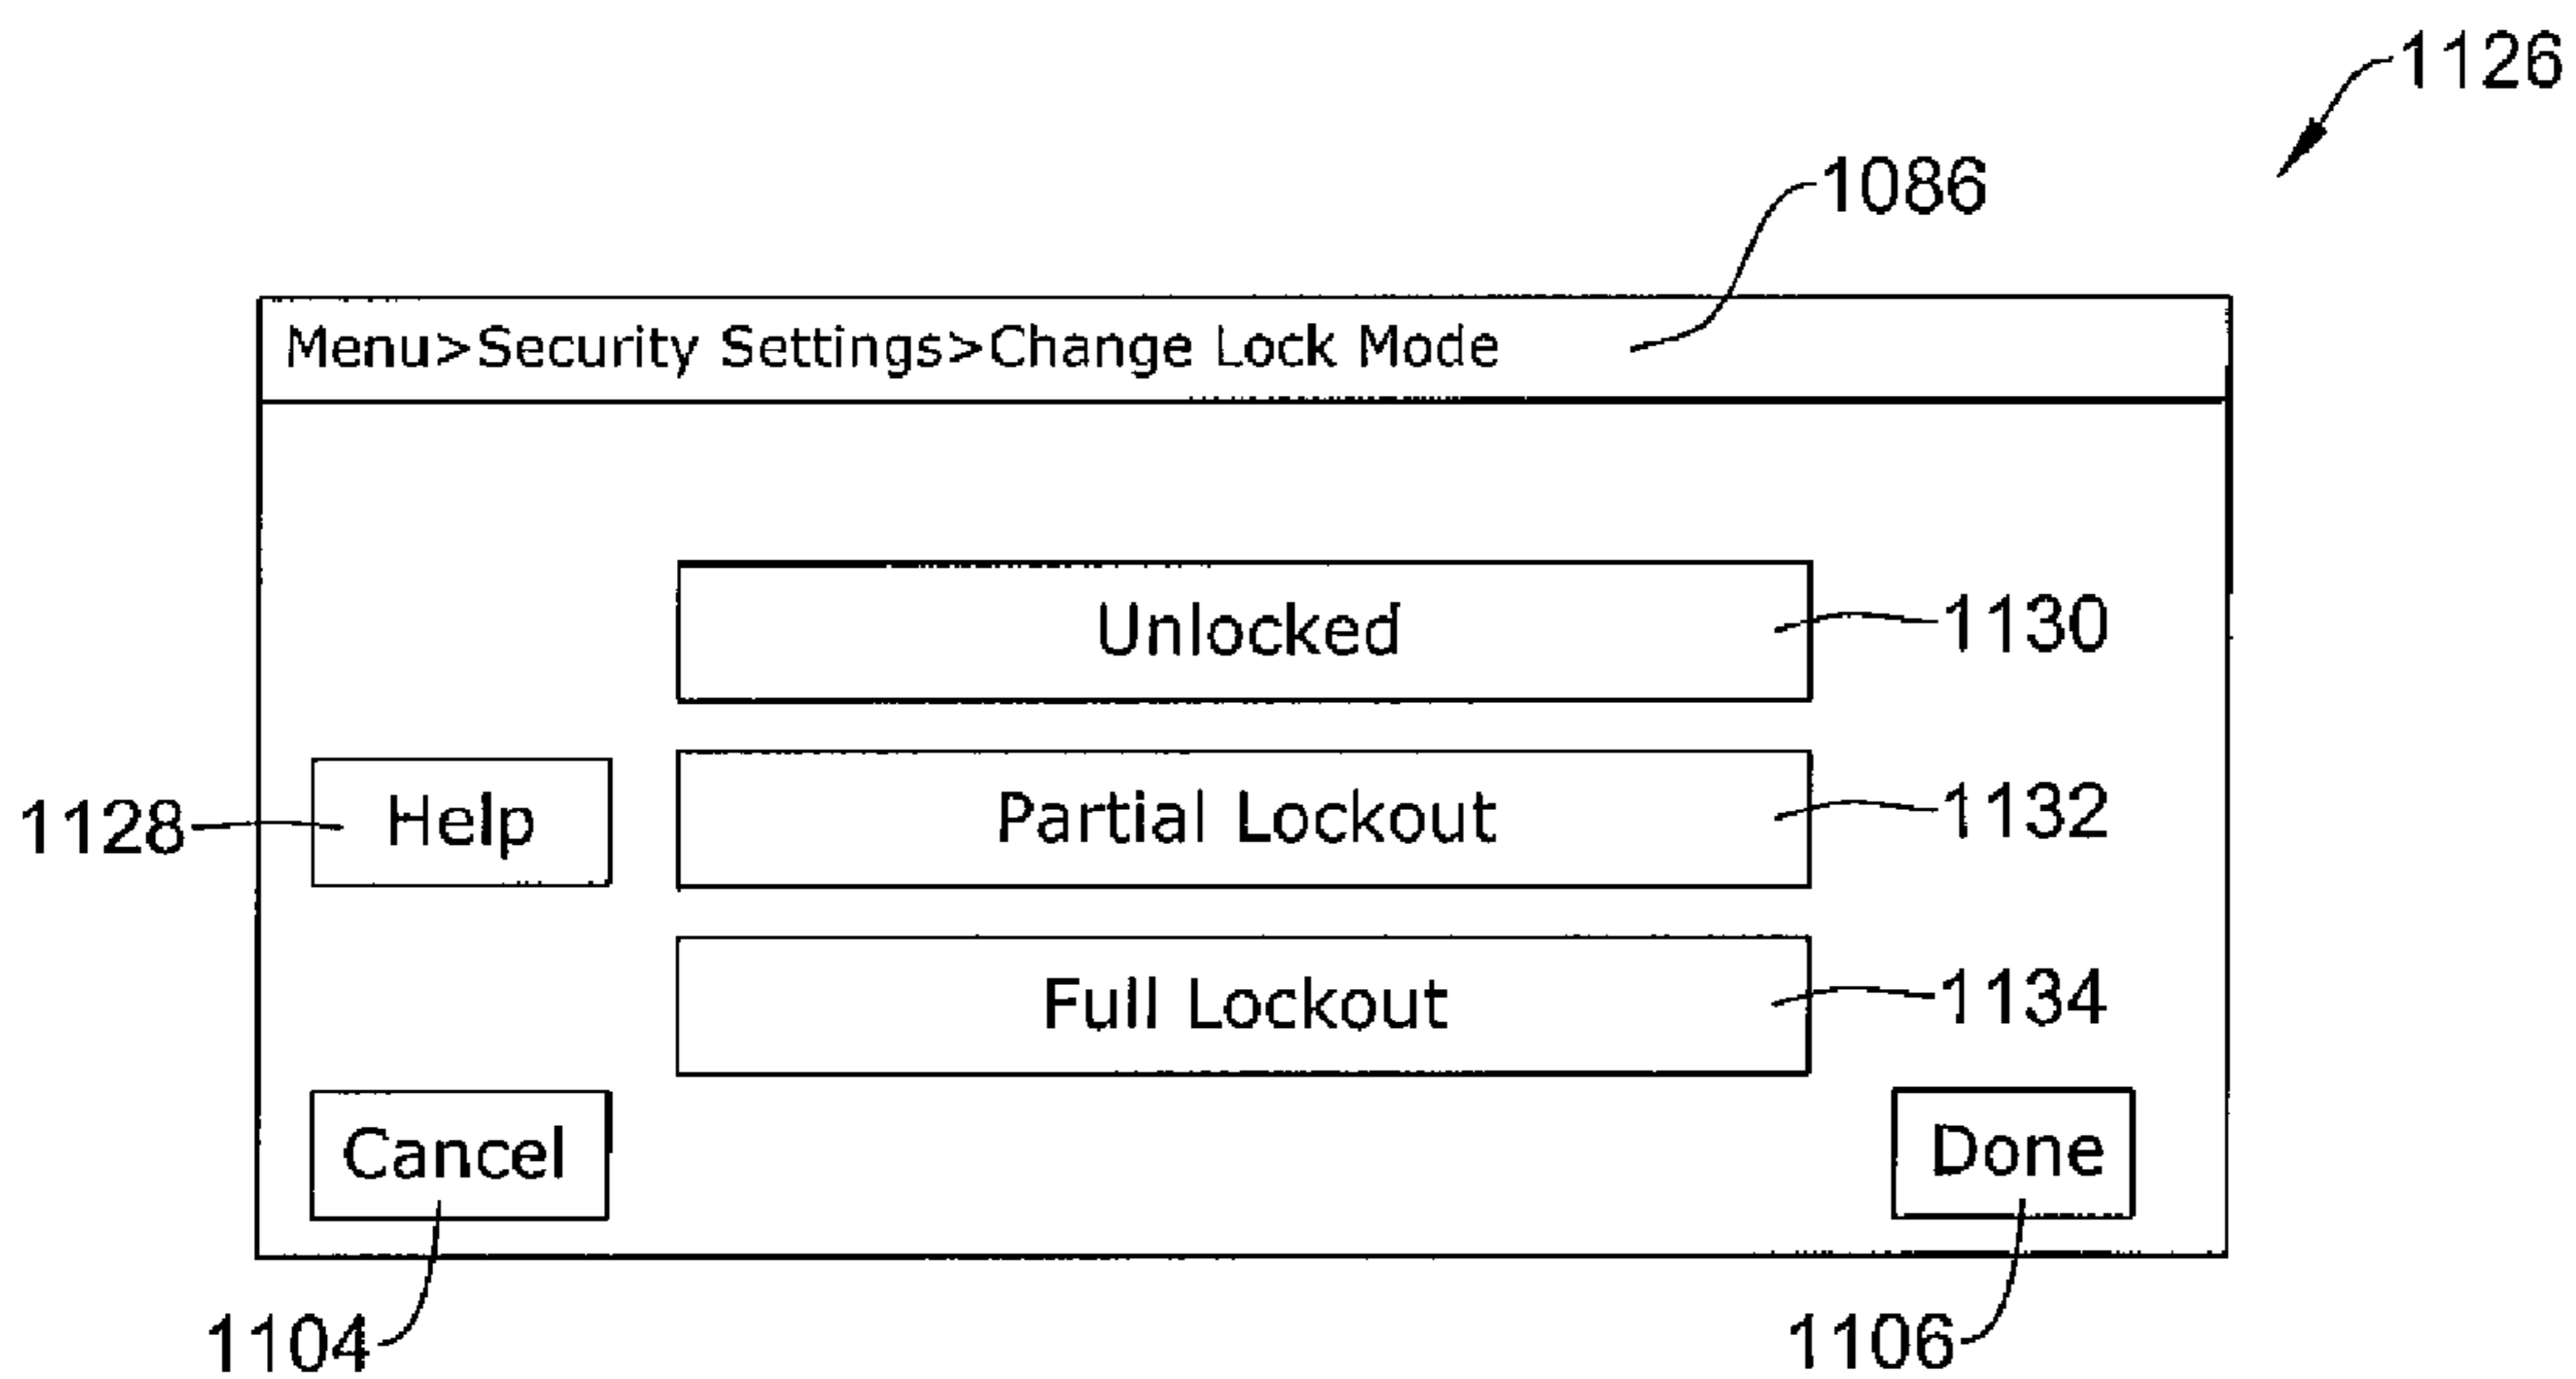 1126
1086
Menu>Security Settings>Change Lock Mode
Unlocked
1130
1128
Help
Partial Lockout
1132
Full Lockout
1134
Cancel
Done
1104
1106